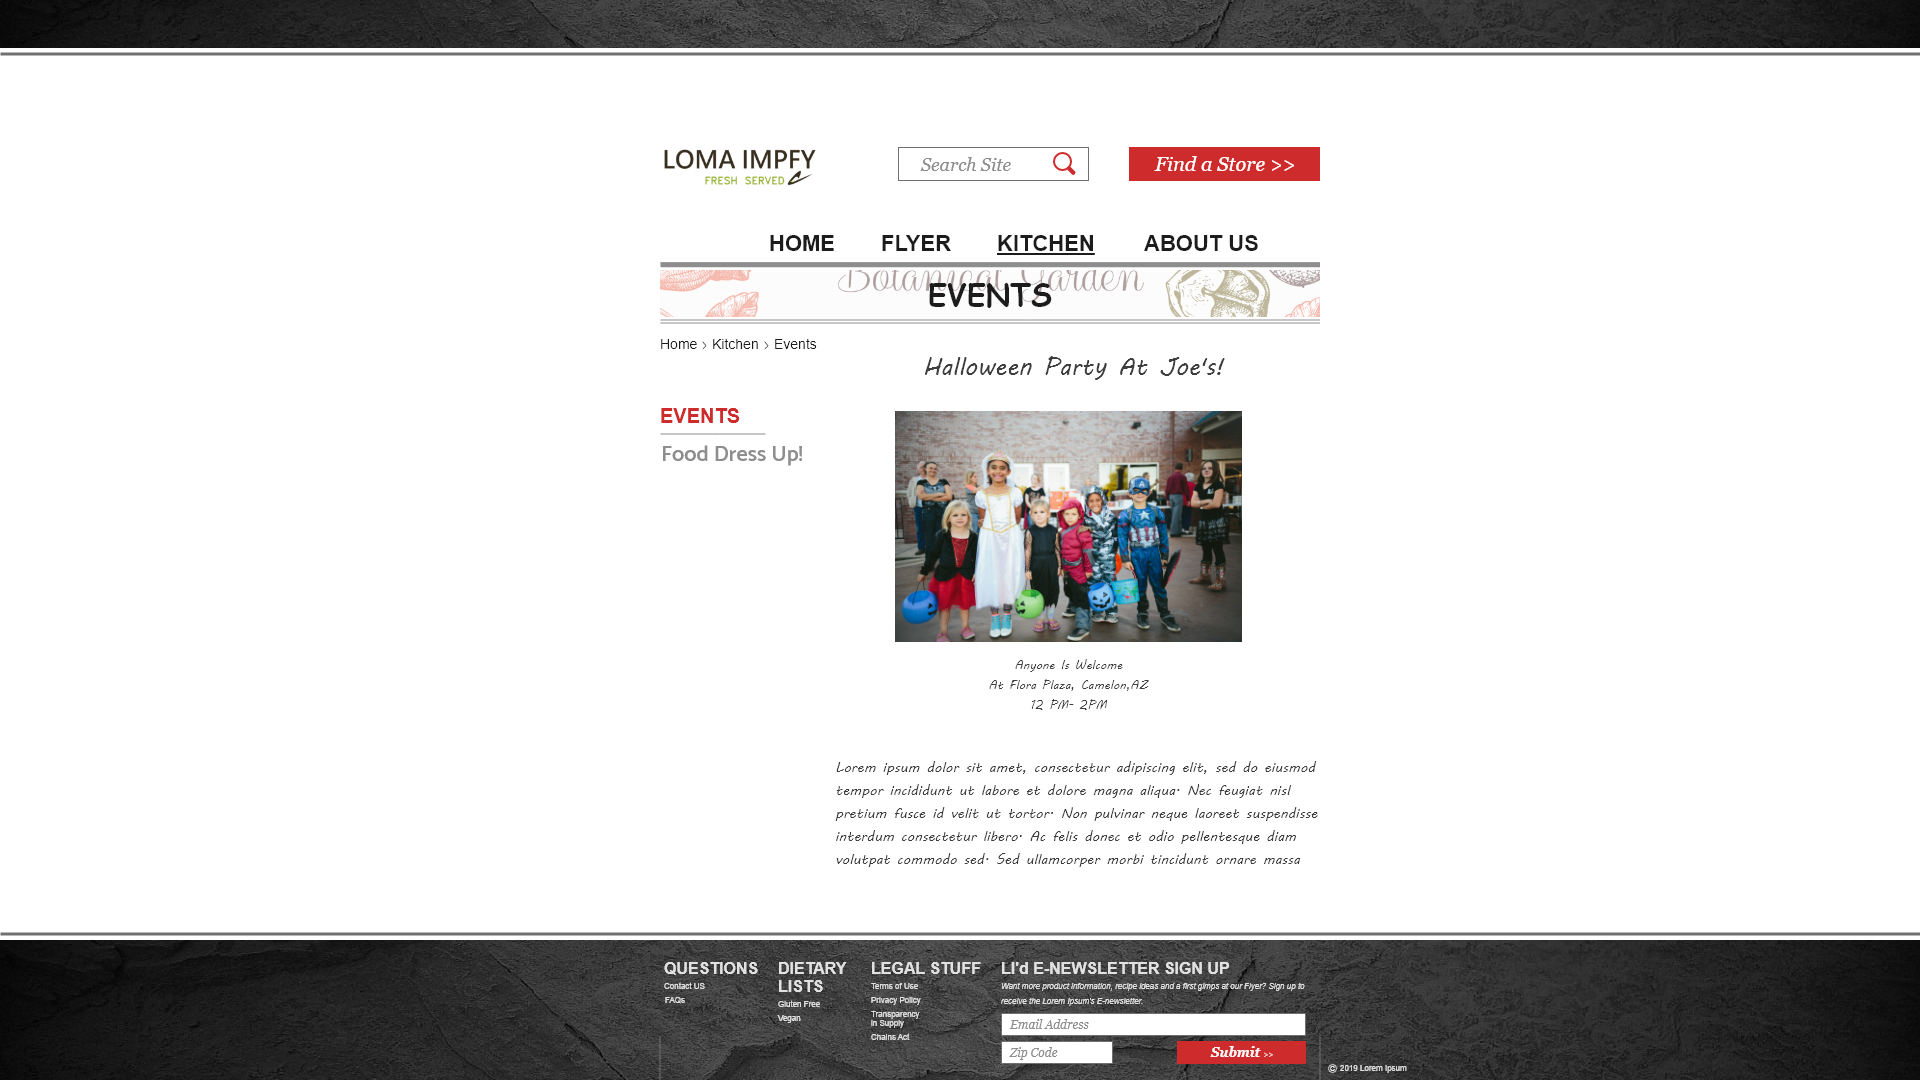 LOMA IMPFY
FRESH SERVED
Search Site
Find a Store >>
HOME FLYER KITCHEN ABOUT US
Botanical Garden
EVENTS
Home › Kitchen › Events
Halloween Party At Joe's!
EVENTS
Food Dress Up!
Anyone Is Welcome
At Flora Plaza, Camelon,AZ
12 PM- 2PM
Lorem ipsum dolor sit amet, consectetur adipiscing elit, sed do eiusmod
tempor incididunt ut labore et dolore magna aliqua. Nec feugiat nisl
pretium fusce id velit ut tortor. Non pulvinar neque laoreet suspendisse
interdum consectetur libero. Ac felis donec et odio pellentesque diam
volutpat commodo sed. Sed ullamcorper morbi tincidunt ornare massa
QUESTIONS
Contact US
FAQs
DIETARY
LISTS
Gluten Free
Vegan
LEGAL STUFF
Terms of Use
Privacy Policy
Transparency
in Supply
Chains Act
LI'd E-NEWSLETTER SIGN UP
Want more product information, recipe ideas and a first gimps at our Flyer? Sign up to
receive the Lorem Ipsum's E-newsletter.
Email Address
Zip Code
Submit >>
© 2019 Lorem Ipsum